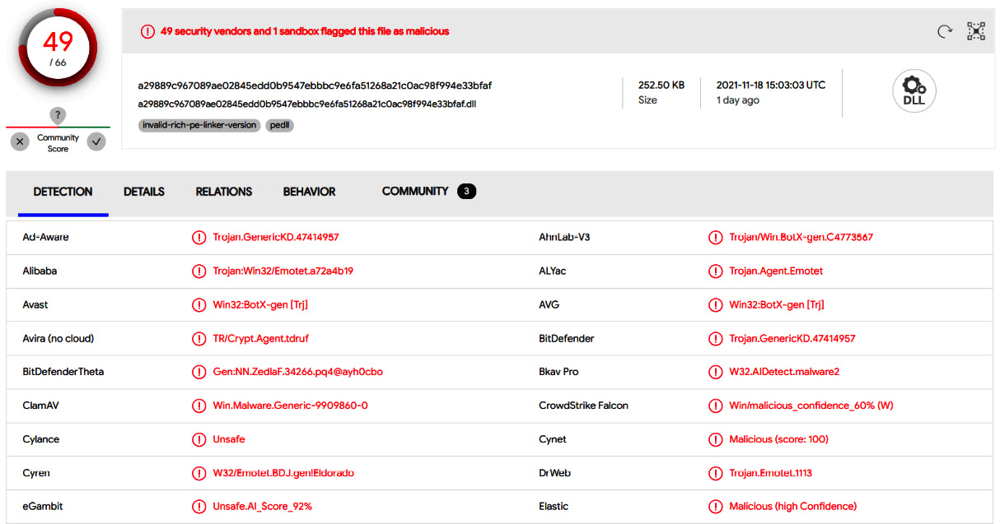 49
/ 66
?
Community
Score
49 security vendors and 1 sandbox flagged this file as malicious
a29889c967089ae02845edd0b9547ebbbc9e6fa51268a21c0ac98f994e33bfaf
a29889c967089ae02845edd0b9547ebbbc9e6fa51268a21c0ac98f994e33bfaf.dll
invalid-rich-pe-linker-version pedll
252.50 KB
Size
2021-11-18 15:03:03 UTC
1 day ago
DLL
DETECTION DETAILS RELATIONS BEHAVIOR COMMUNITY 3
Ad-Aware Trojan.GenericKD.47414957 AhnLab-V3 Trojan/Win.BotX-gen.C4773567
Alibaba Trojan:Win32/Emotet.a72a4b19 ALYac Trojan.Agent.Emotet
Avast Win32:BotX-gen [Trj] AVG Win32:BotX-gen [Trj]
Avira (no cloud) TR/Crypt.Agent.tdruf BitDefender Trojan.GenericKD.47414957
BitDefenderTheta Gen:NN.ZedlaF.34266.pq4@ayh0cbo Bkav Pro W32.AIDetect.malware2
ClamAV Win.Malware.Generic-9909860-0 CrowdStrike Falcon Win/malicious_confidence_60% (W)
Cylance Unsafe Cynet Malicious (score: 100)
Cyren W32/Emotet.BDJ.gen!Eldorado DrWeb Trojan.Emotet.1113
eGambit Unsafe.AI_Score_92% Elastic Malicious (high Confidence)